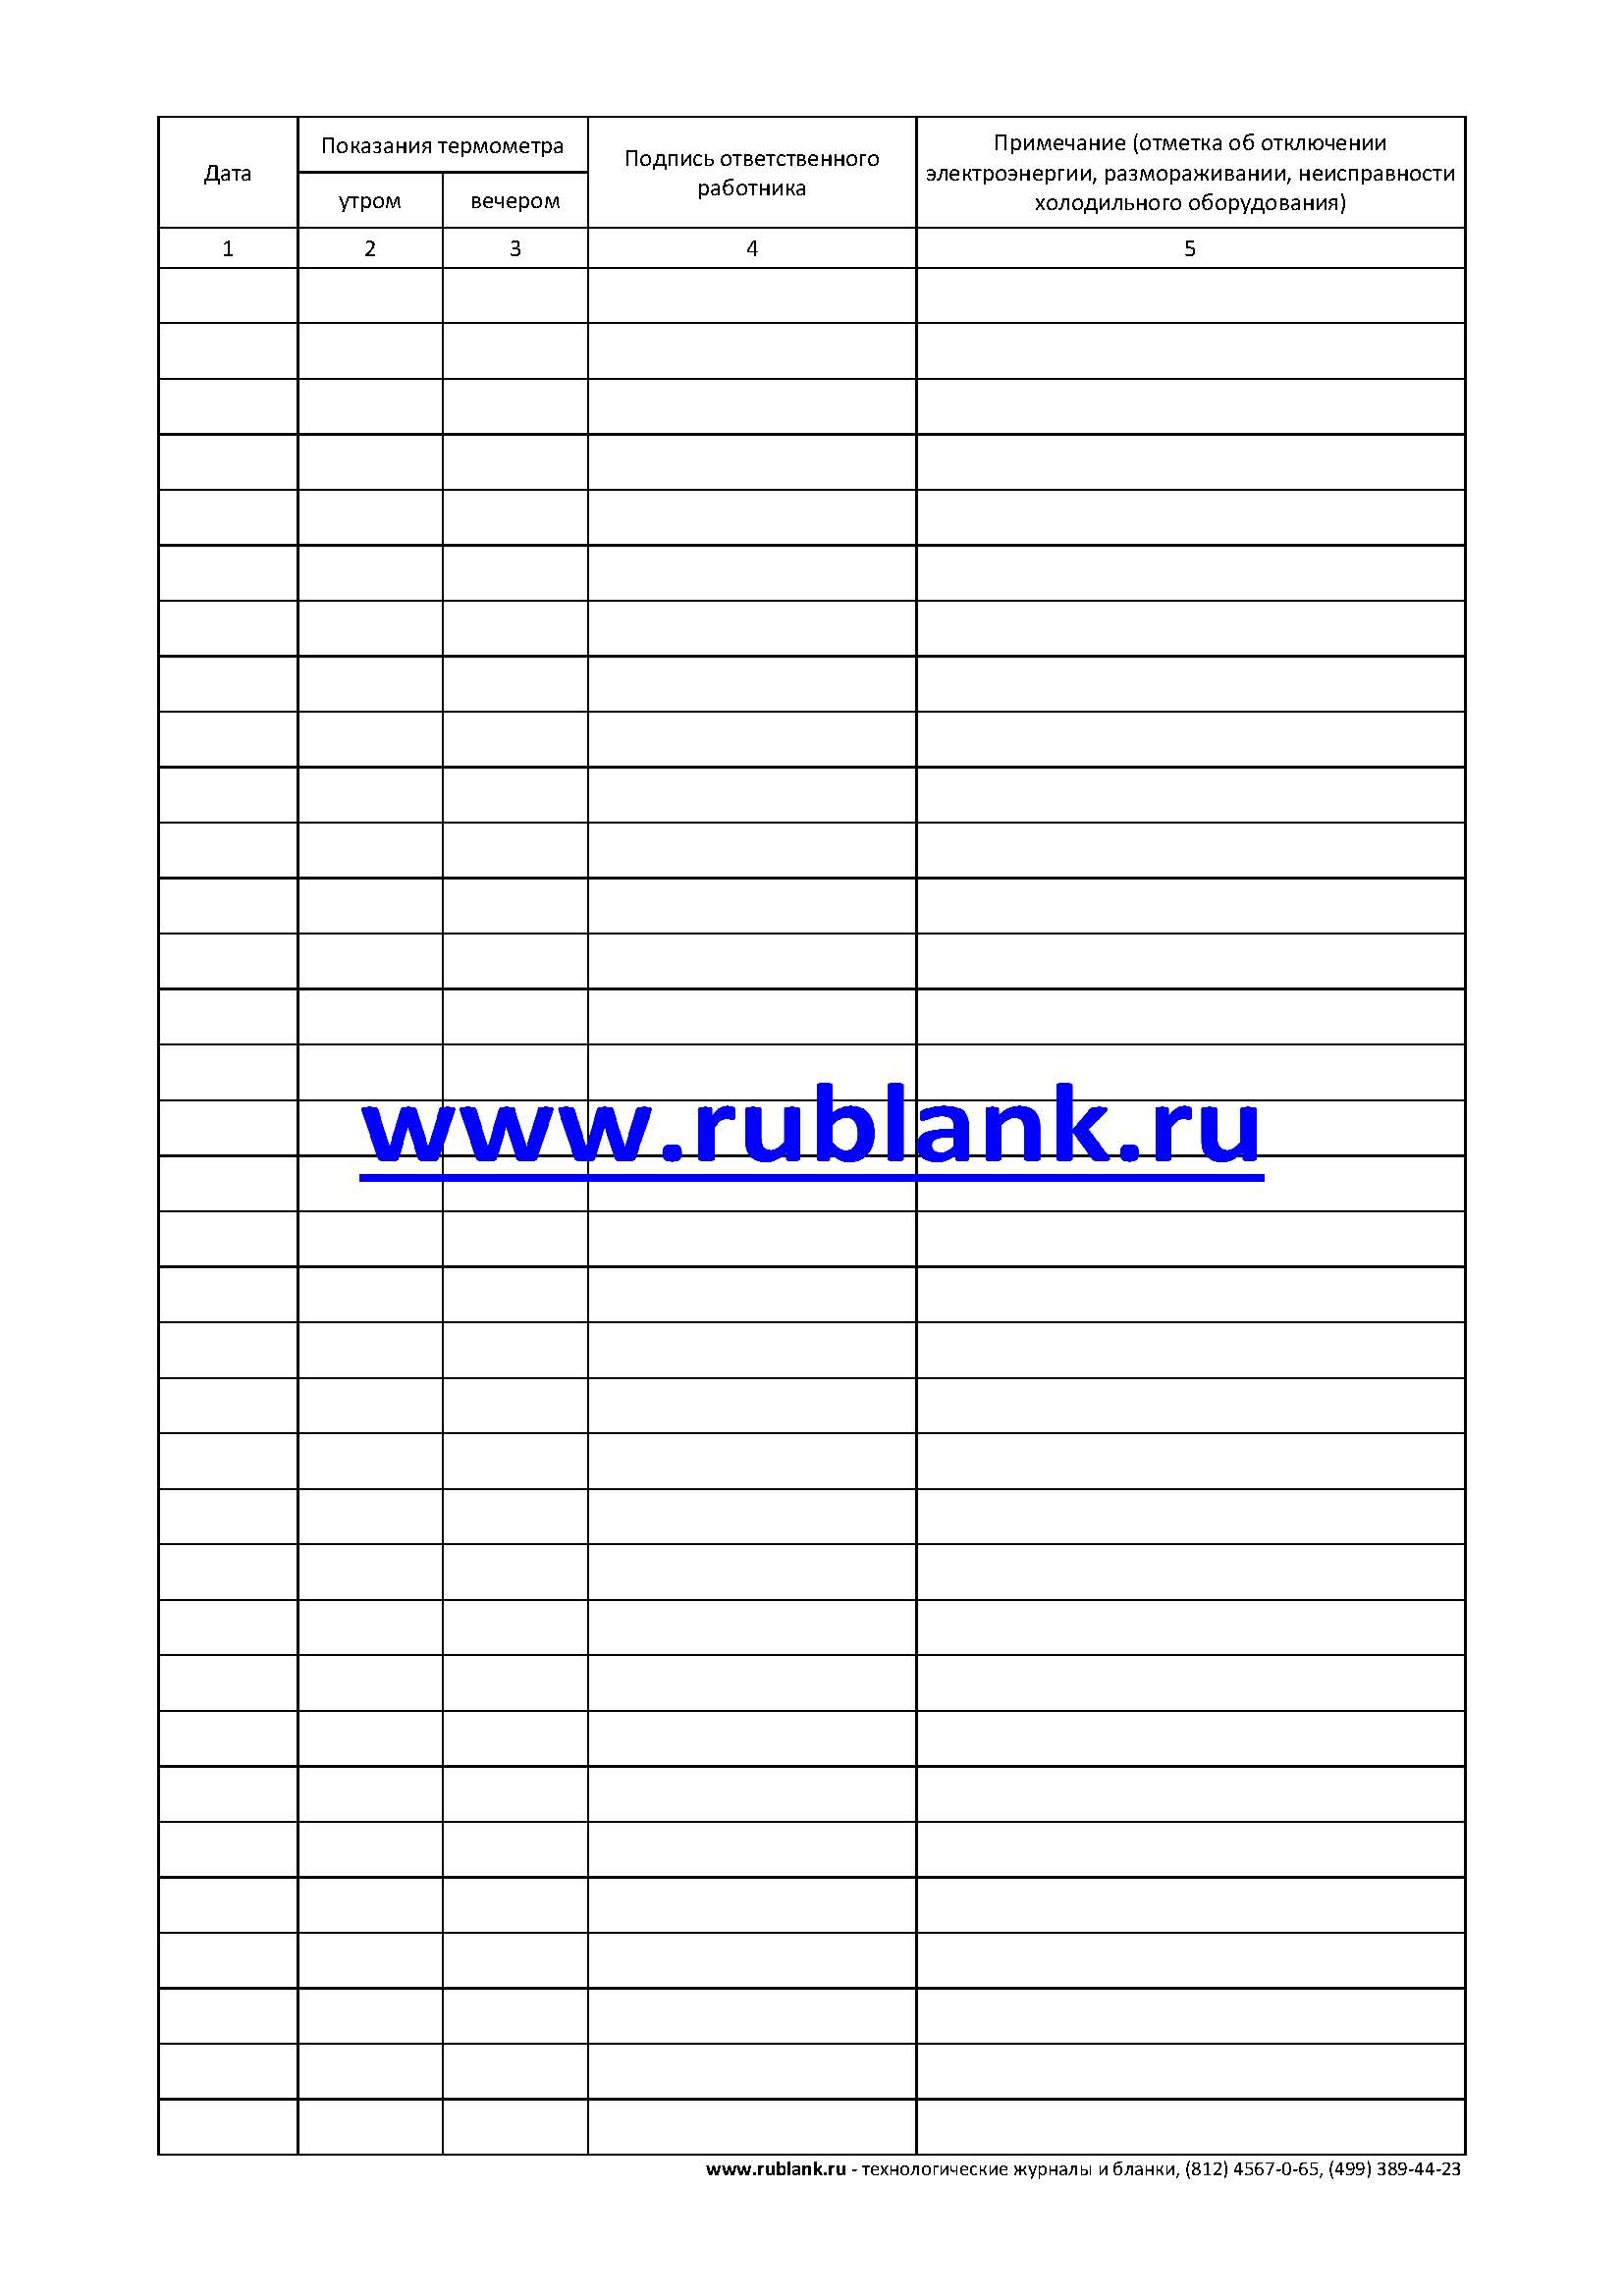 Дата
Показания термометра
утром
вечером
Подпись ответственного
работника
Примечание (отметка об отключении
электроэнергии, размораживании, неисправности
холодильного оборудования)
1 2 3 4 5
www.rublank.ru
www.rublank.ru - технологические журналы и бланки, (812) 4567-0-65, (499) 389-44-23